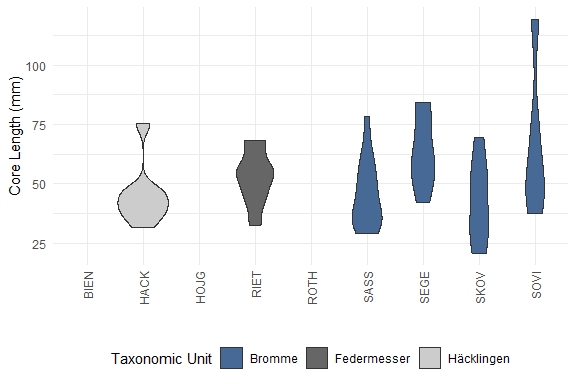 Core Length (mm)
100
75
50
25
BIEN
HACK
HOJG
RIET
ROTH
SASS
SEGE
SKOV
SOVI
Taxonomic Unit Bromme Federmesser Häcklingen